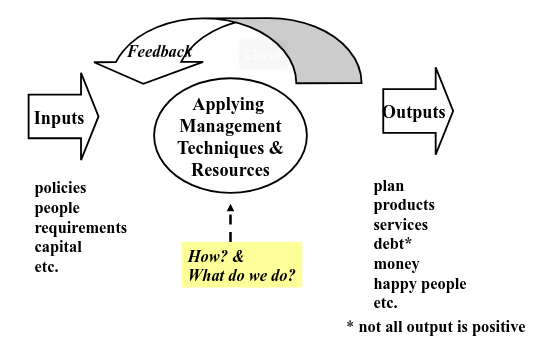 Feedback
Close
Inputs
Applying
Management
Techniques &
Resources
Outputs
policies
people
requirements
capital
etc.
How? &
What do we do?
plan
products
services
debt*
money
happy people
etc.
* not all output is positive